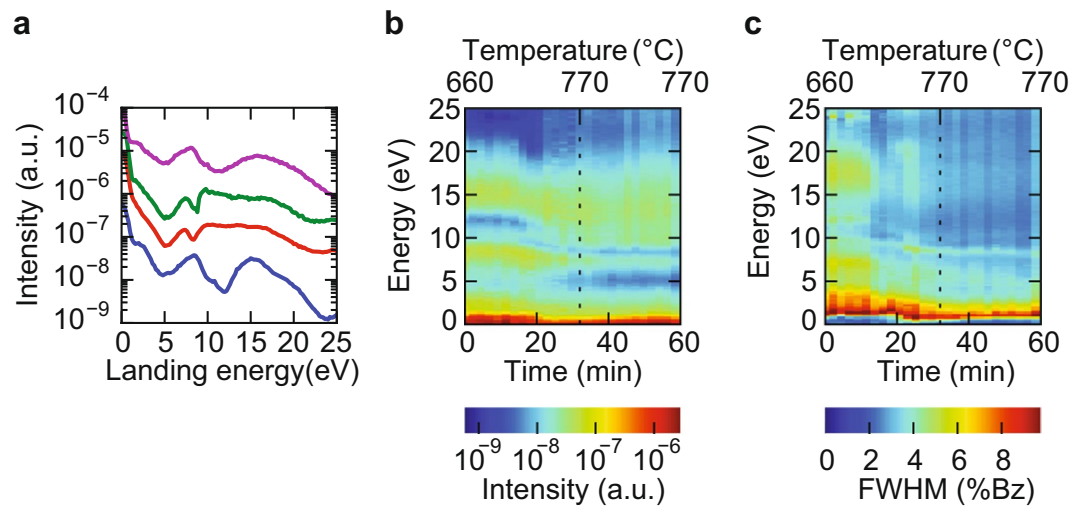 a
Intensity (a.u.)
10⁻⁴
10⁻⁵
10⁻⁶
10⁻⁷
10⁻⁸
10⁻⁹
0 5 10 15 20 25
Landing energy(eV)
b
Temperature (°C)
660 770 770
Energy (eV)
25
20
15
10
5
0
0 20 40 60
Time (min)
10⁻⁹ 10⁻⁸ 10⁻⁷ 10⁻⁶
Intensity (a.u.)
c
Temperature (°C)
660 770 770
Energy (eV)
25
20
15
10
5
0
0 20 40 60
Time (min)
0 2 4 6 8
FWHM (%Bz)